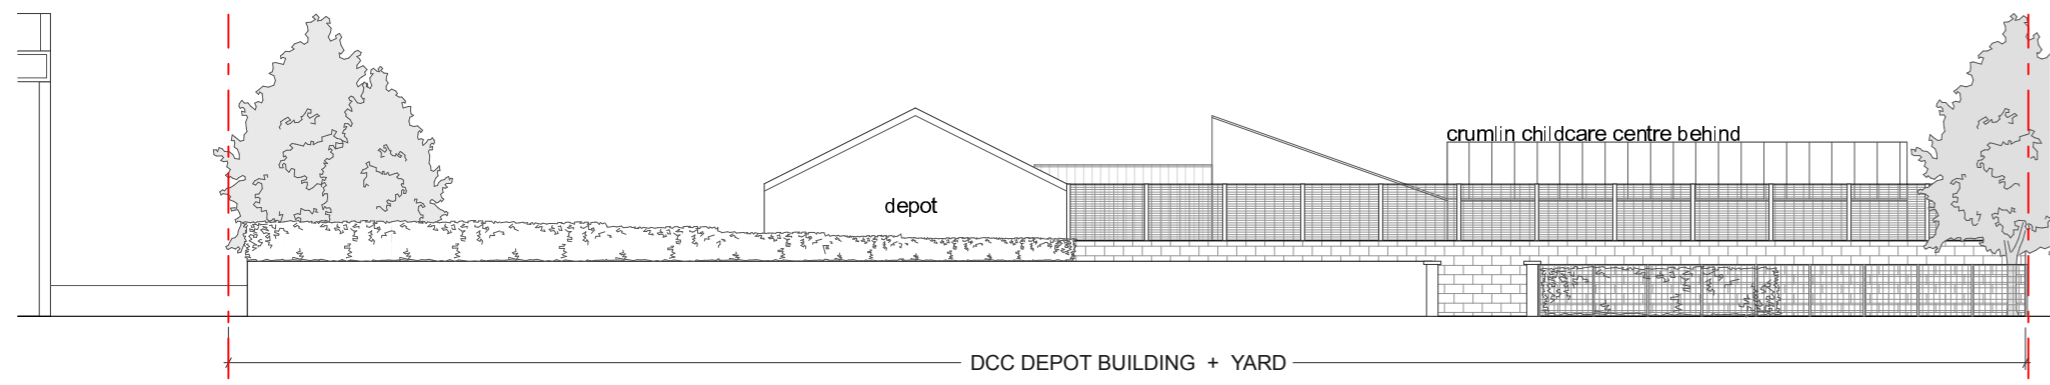 crumlin childcare centre behind
depot
DCC DEPOT BUILDING + YARD